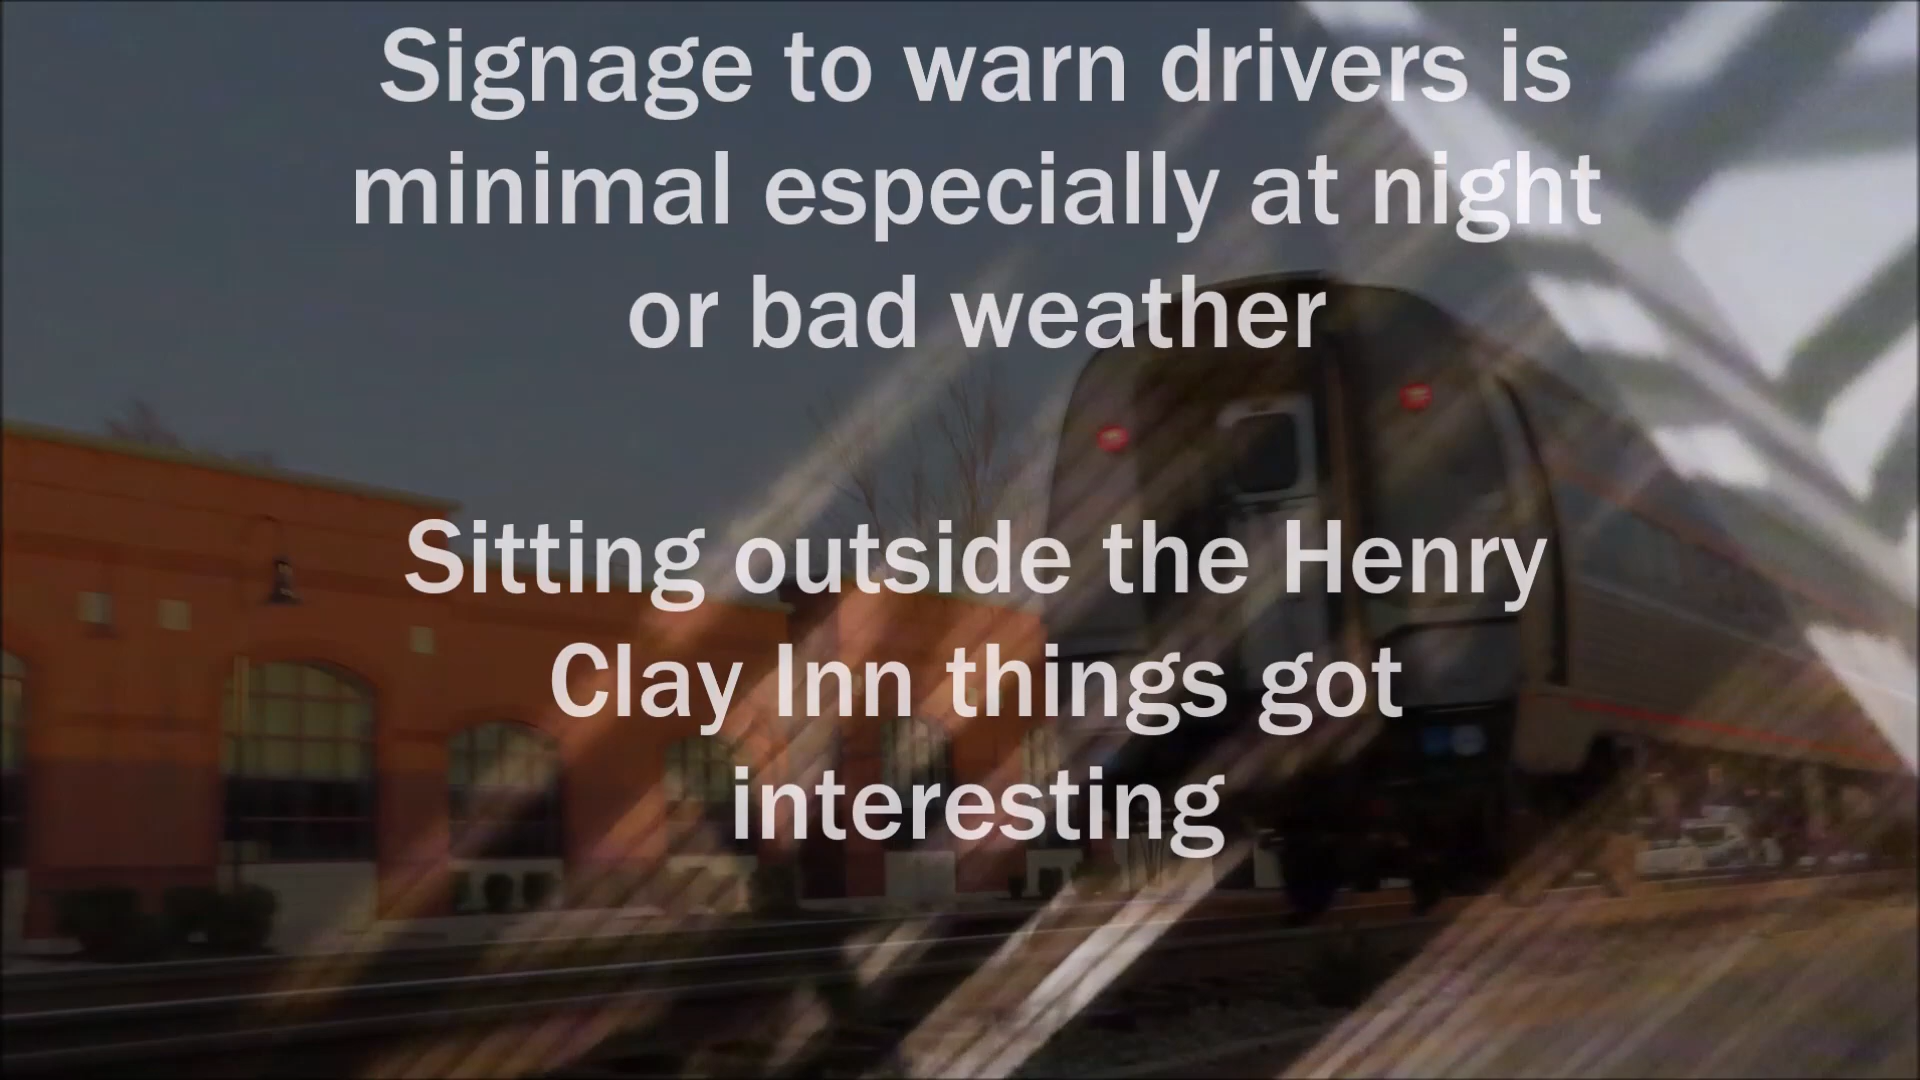 Signage to warn drivers is
minimal especially at night
or bad weather
Sitting outside the Henry
Clay Inn things got
interesting